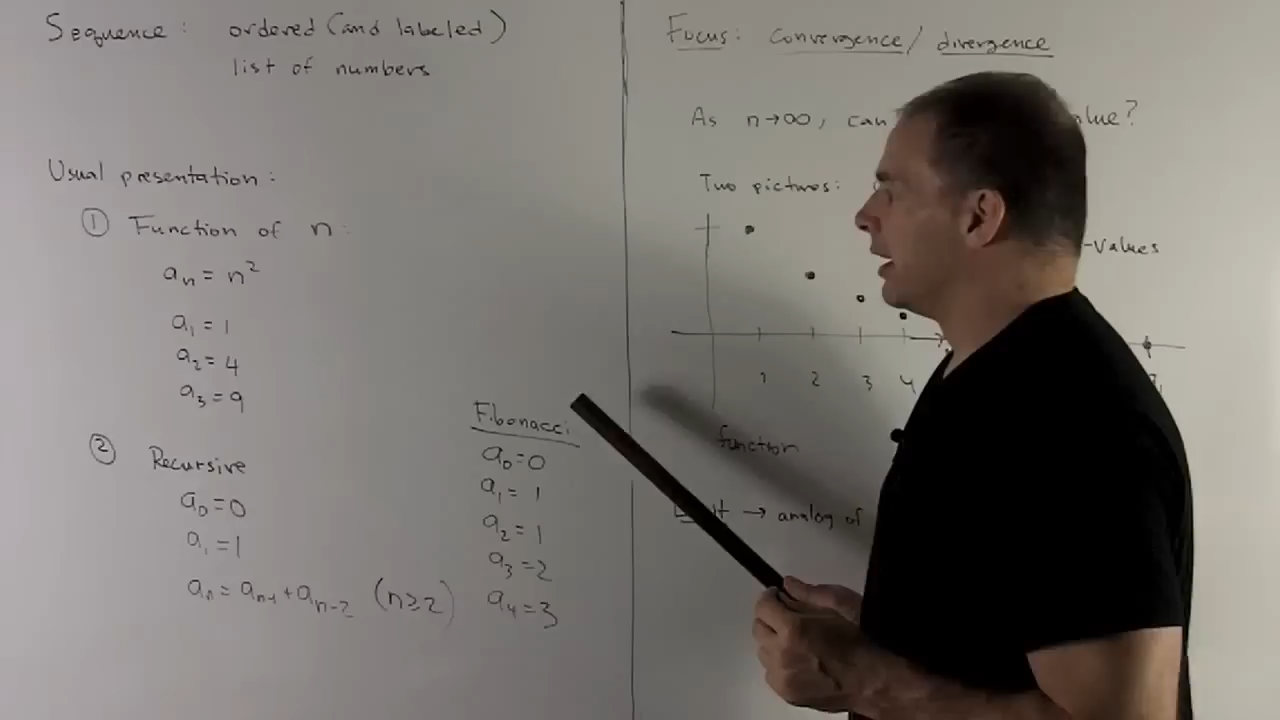 Sequence: ordered (and labeled)
list of numbers
Usual presentation:
① Function of n:
aₙ = n²
a₁ = 1
a₂ = 4
a₃ = 9
② Recursive
a₀ = 0
a₁ = 1
aₙ = aₙ₋₁ + aₙ₋₂ (n ≥ 2)
Fibonacci
a₀ = 0
a₁ = 1
a₂ = 1
a₃ = 2
a₄ = 3
Focus: convergence / divergence
As n → ∞, can
Two pictures:
-values
1 2 3 4
function
→ analog of